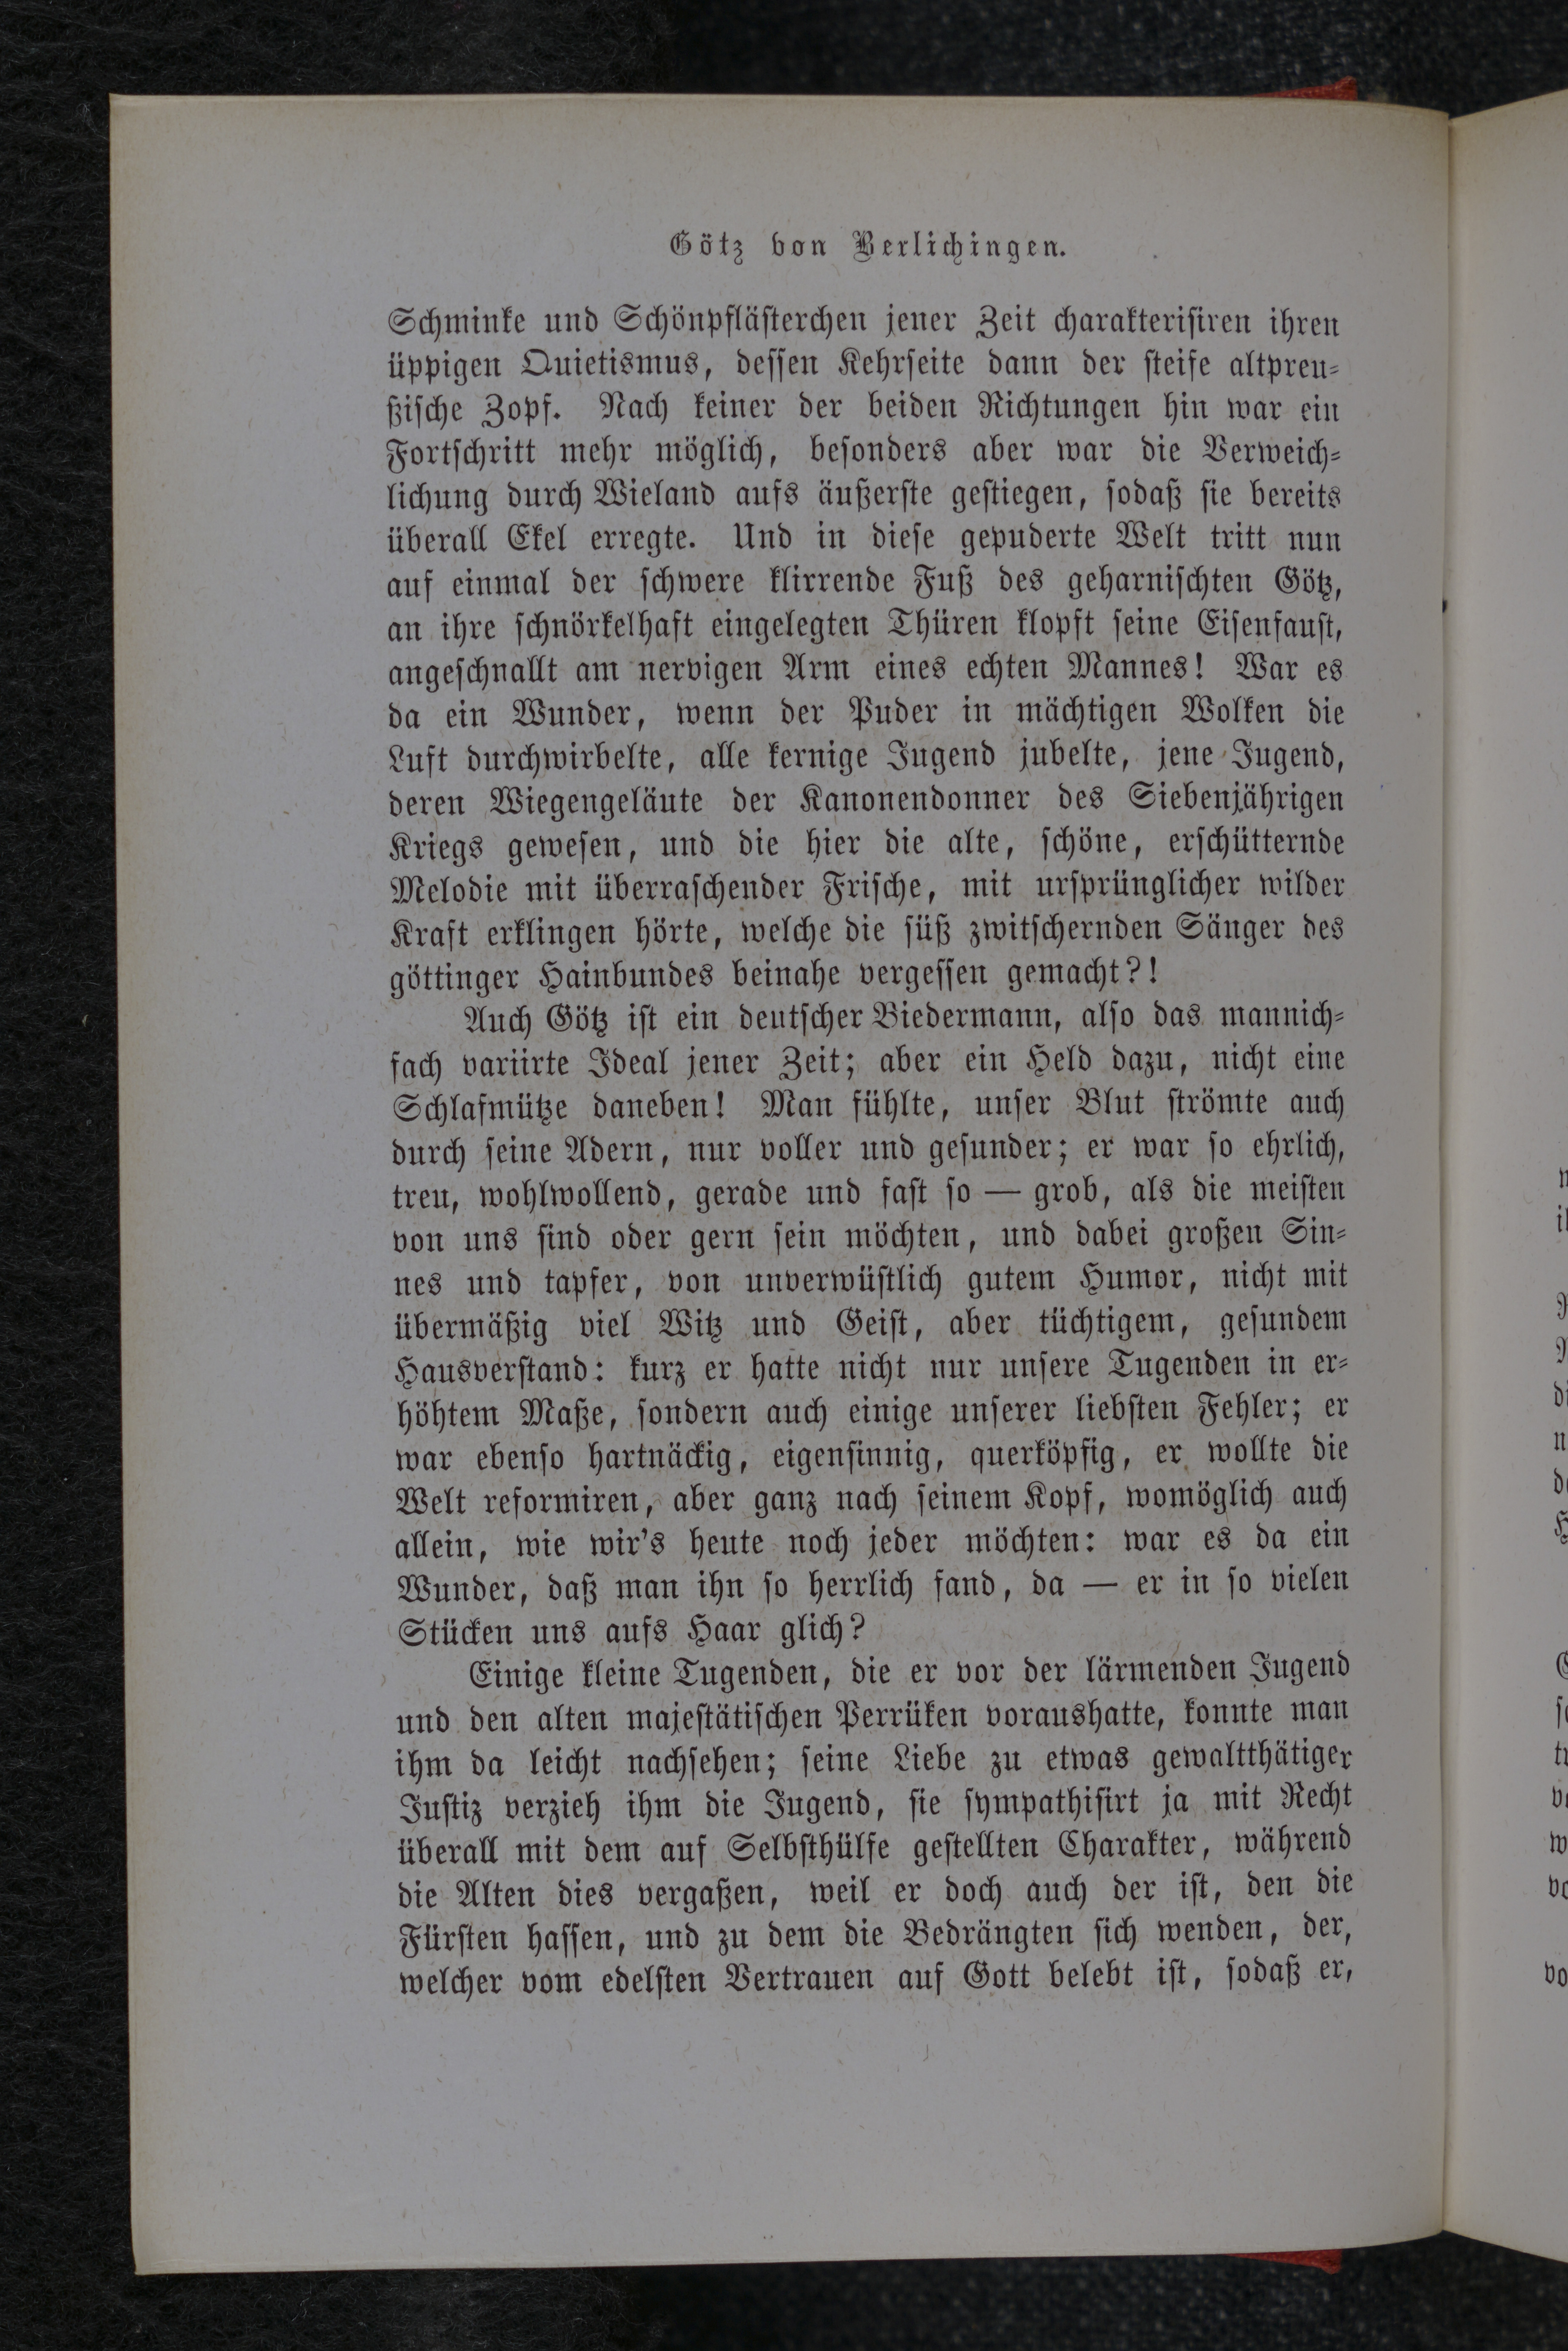 Götz von Berlichingen.
Schminke und Schönpflästerchen jener Zeit charakterisiren ihren
üppigen Quietismus, dessen Kehrseite dann der steife altpreu-
ßische Zopf. Nach keiner der beiden Richtungen hin war ein
Fortschritt mehr möglich, besonders aber war die Verweich-
lichung durch Wieland aufs äußerste gestiegen, sodaß sie bereits
überall Ekel erregte. Und in diese gepuderte Welt tritt nun
auf einmal der schwere klirrende Fuß des geharnischten Götz,
an ihre schnörkelhaft eingelegten Thüren klopft seine Eisenfaust,
angeschnallt am nervigen Arm eines echten Mannes! War es
da ein Wunder, wenn der Puder in mächtigen Wolken die
Luft durchwirbelte, alle kernige Jugend jubelte, jene Jugend,
deren Wiegengeläute der Kanonendonner des Siebenjährigen
Kriegs gewesen, und die hier die alte, schöne, erschütternde
Melodie mit überraschender Frische, mit ursprünglicher wilder
Kraft erklingen hörte, welche die süß zwitschernden Sänger des
göttinger Hainbundes beinahe vergessen gemacht?!
Auch Götz ist ein deutscher Biedermann, also das mannich-
fach variirte Ideal jener Zeit; aber ein Held dazu, nicht eine
Schlafmütze daneben! Man fühlte, unser Blut strömte auch
durch seine Adern, nur voller und gesunder; er war so ehrlich,
treu, wohlwollend, gerade und fast so — grob, als die meisten
von uns sind oder gern sein möchten, und dabei großen Sin-
nes und tapfer, von unverwüstlich gutem Humor, nicht mit
übermäßig viel Witz und Geist, aber tüchtigem, gesundem
Hausverstand: kurz er hatte nicht nur unsere Tugenden in er-
höhtem Maße, sondern auch einige unserer liebsten Fehler; er
war ebenso hartnäckig, eigensinnig, querköpfig, er wollte die
Welt reformiren, aber ganz nach seinem Kopf, womöglich auch
allein, wie wir's heute noch jeder möchten: war es da ein
Wunder, daß man ihn so herrlich fand, da — er in so vielen
Stücken uns aufs Haar glich?
Einige kleine Tugenden, die er vor der lärmenden Jugend
und den alten majestätischen Perrüken voraushatte, konnte man
ihm da leicht nachsehen; seine Liebe zu etwas gewaltthätiger
Justiz verzieh ihm die Jugend, sie sympathisirt ja mit Recht
überall mit dem auf Selbsthülfe gestellten Charakter, während
die Alten dies vergaßen, weil er doch auch der ist, den die
Fürsten hassen, und zu dem die Bedrängten sich wenden, der,
welcher vom edelsten Vertrauen auf Gott belebt ist, sodaß er,